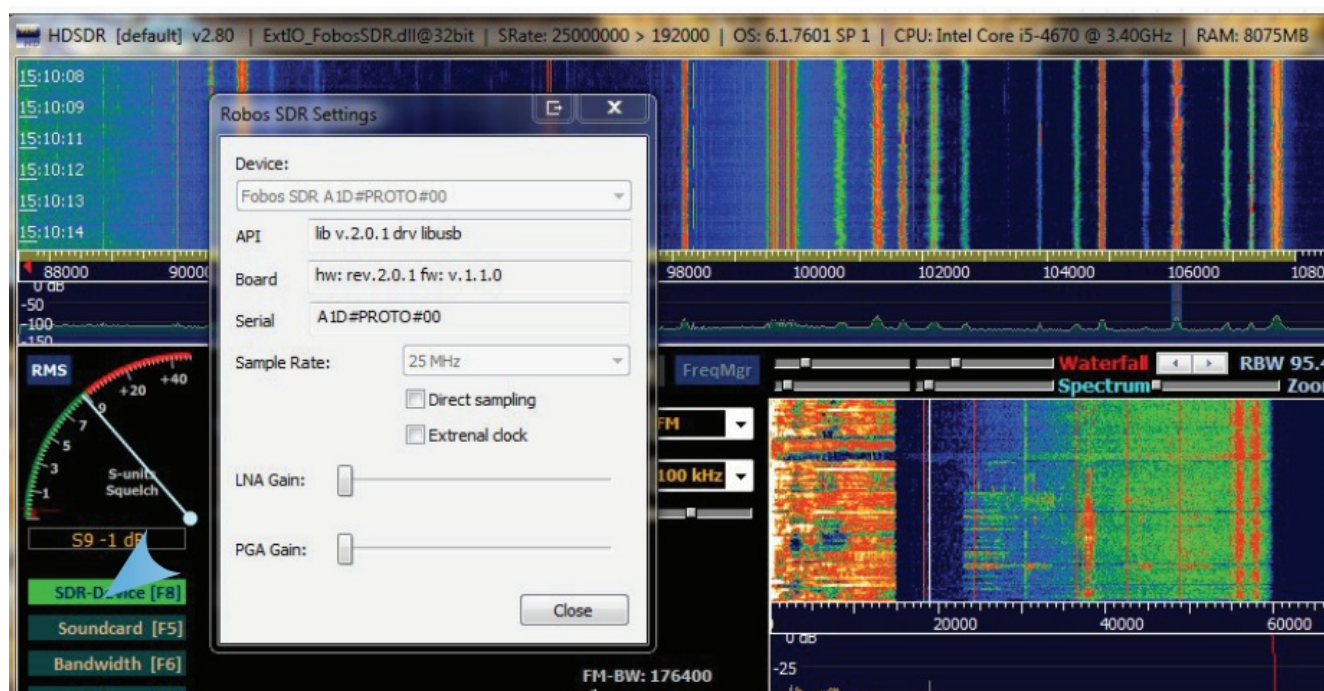 HDSDR [default] v2.80 | ExtIO_FobosSDR.dll@32bit | SRate: 25000000 > 192000 | OS: 6.1.7601 SP 1 | CPU: Intel Core i5-4670 @ 3.40GHz | RAM: 8075MB
15:10:08
15:10:09
15:10:11
15:10:12
15:10:13
15:10:14
Robos SDR Settings
Device:
Fobos SDR A1D#PROTO#00
API lib v.2.0.1 drv libusb
Board hw: rev.2.0.1 fw: v.1.1.0
Serial A1D#PROTO#00
Sample Rate: 25 MHz
Direct sampling
Extrenal clock
LNA Gain:
PGA Gain:
Close
88000 98000 100000 102000 104000 106000
0 dB
-50
-100
-150
RMS
1 3 5 7 9 +20 +40
S-units
Squelch
S9 -1 dB
SDR-Device [F8]
Soundcard [F5]
Bandwidth [F6]
FreqMgr
FM
100 kHz
FM-BW: 176400
Waterfall RBW
Spectrum
20000 40000 60000
0 dB
-25